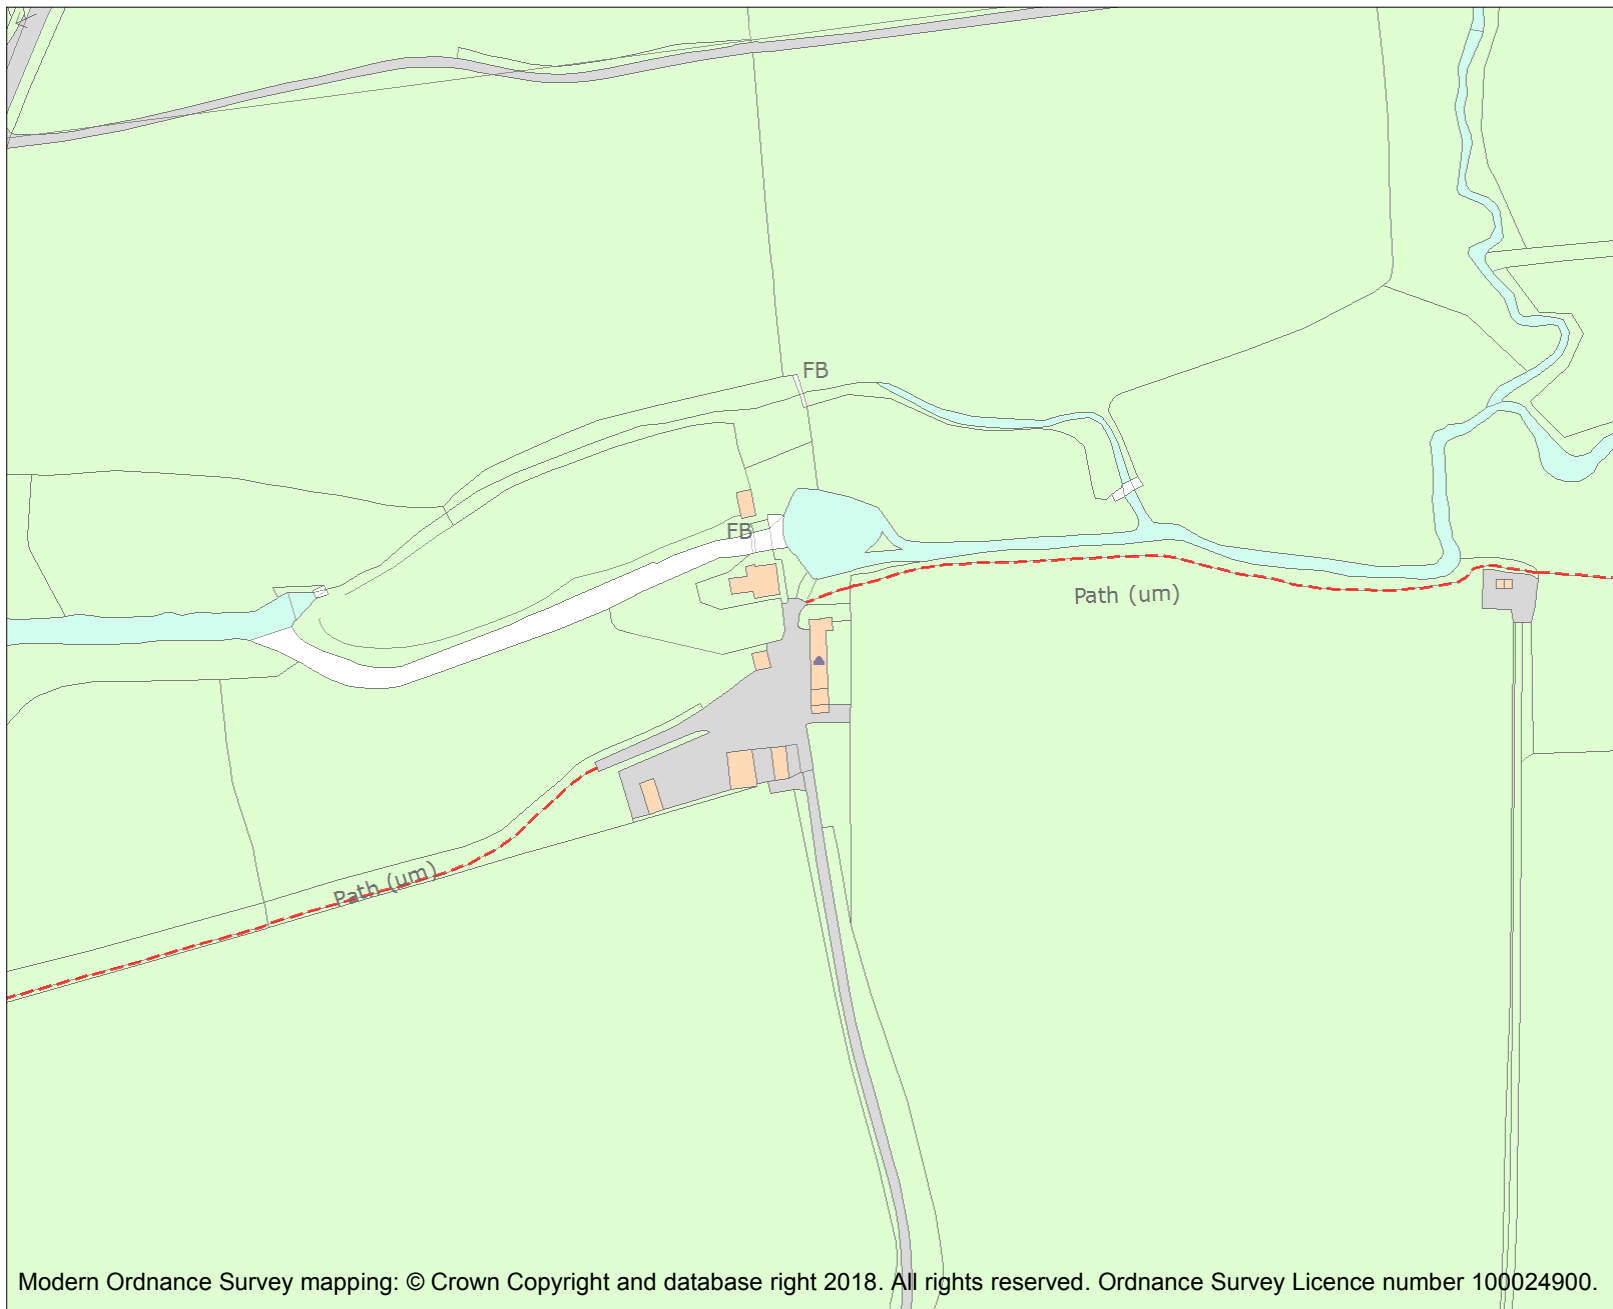 FB
FB
Path (um)
Path (um)
Modern Ordnance Survey mapping: © Crown Copyright and database right 2018. All rights reserved. Ordnance Survey Licence number 100024900.